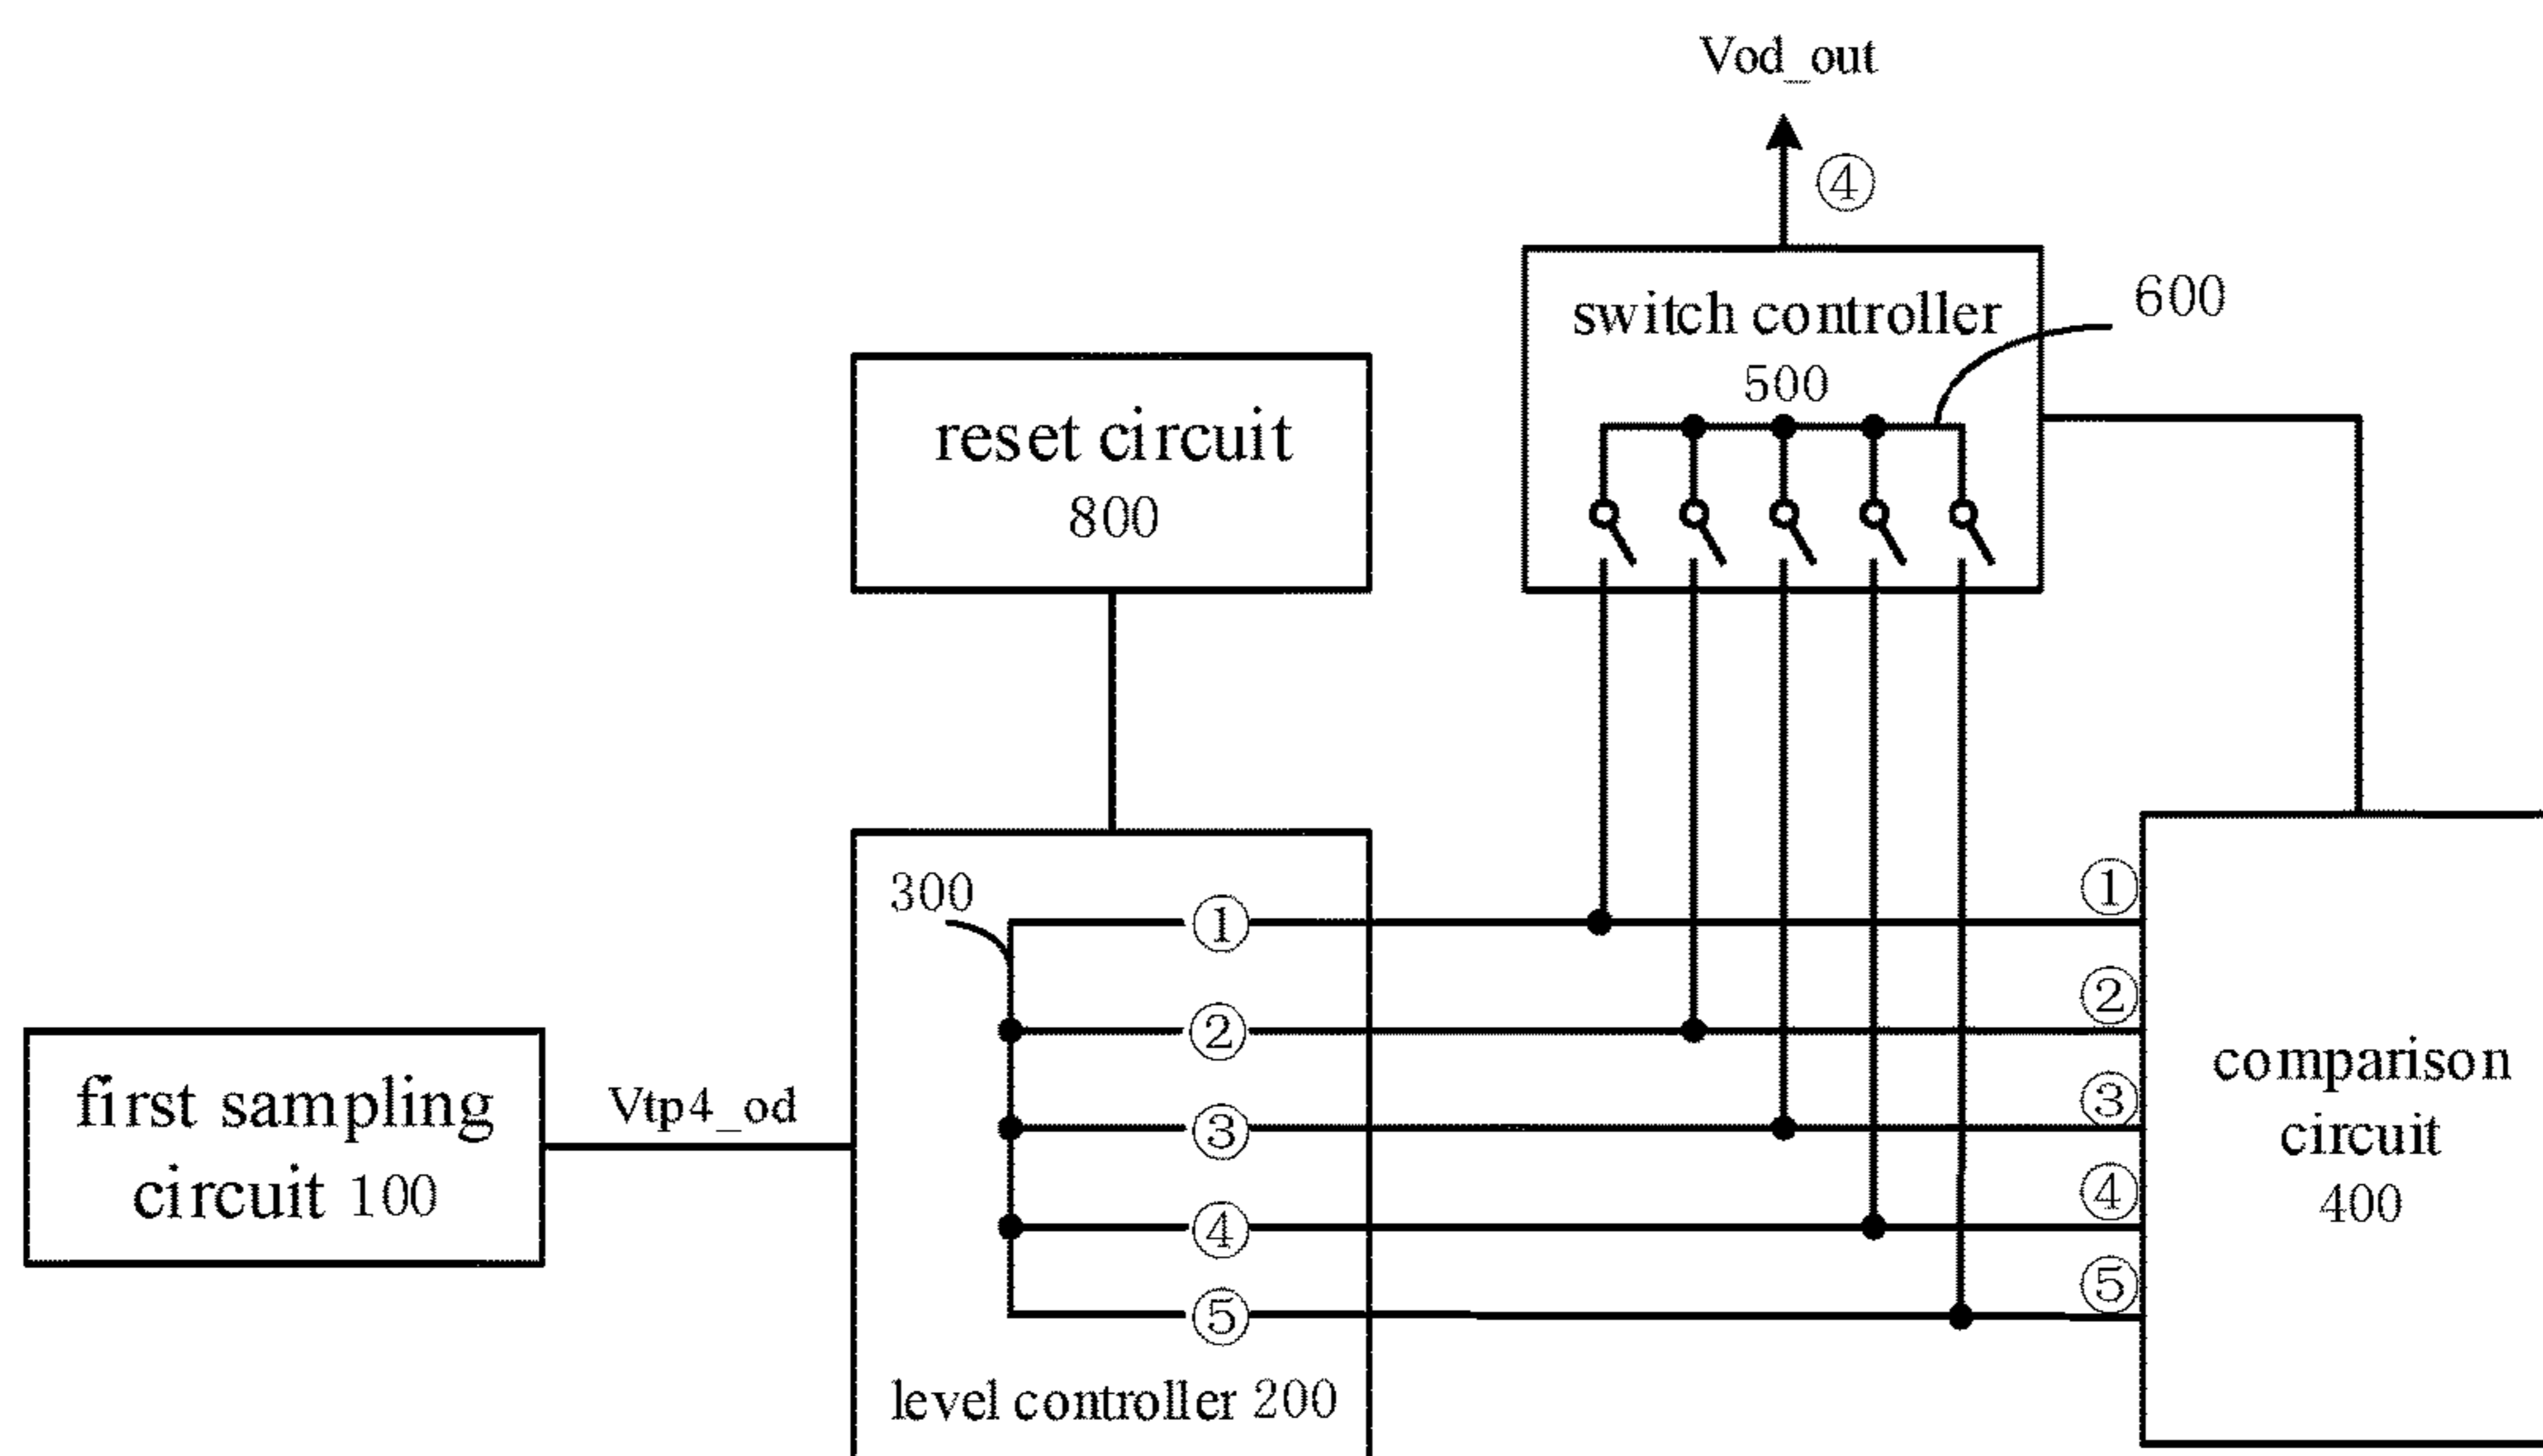 Vod_out
④
switch controller
500
600
reset circuit
800
300
①
②
③
④
⑤
level controller 200
first sampling
circuit 100
Vtp4_od
①
②
③
④
⑤
comparison
circuit
400